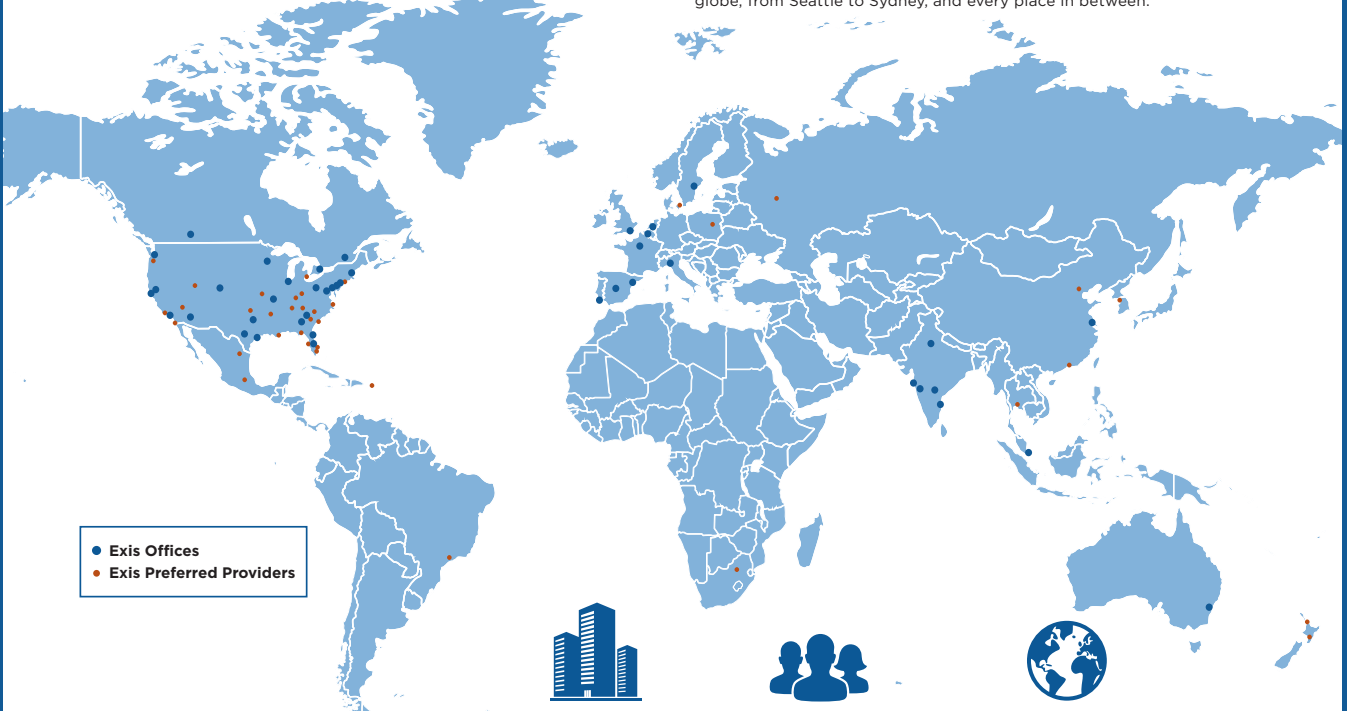 globe, from Seattle to Sydney, and every place in between.
Exis Offices
Exis Preferred Providers